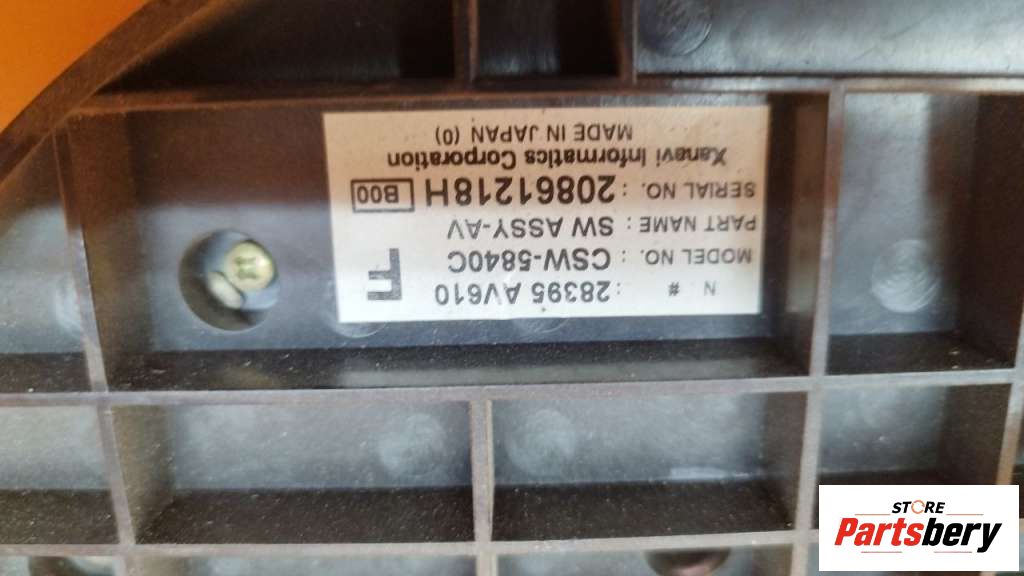 N # : 28395 AV610
MODEL NO. : CSW-5840C
PART NAME : SW ASSY-AV
SERIAL NO. : 20861218H B00
Xanavi Informatics Corporation
MADE IN JAPAN (0)
STORE
Partsbery